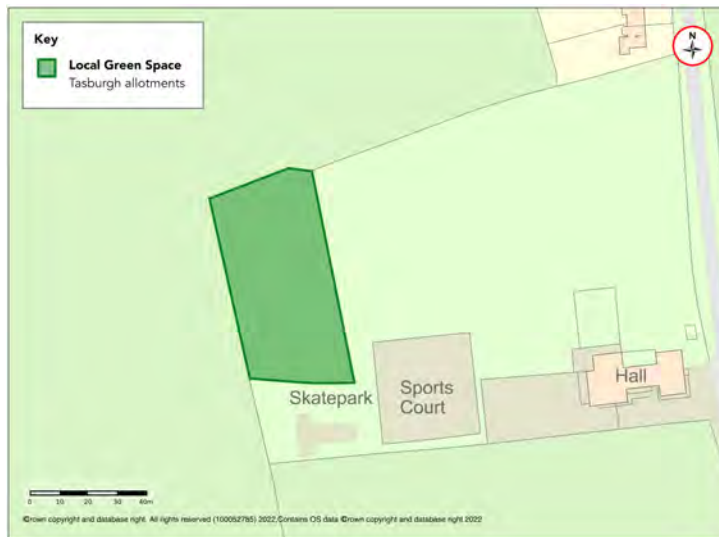 Key
Local Green Space
Tasburgh allotments
N
Hall
Sports
Court
Skatepark
0 10 20 30 40m
©rown copyright and database right. All rights reserved (100052785) 2022 Contains OS data ©rown copyright and database right 2022